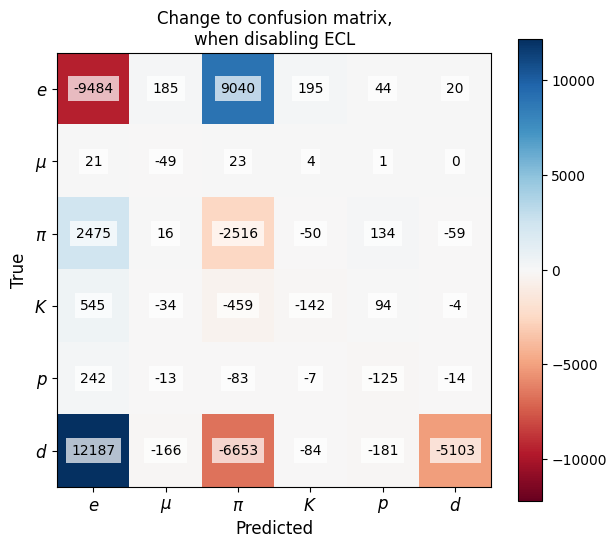 Change to confusion matrix,
when disabling ECL
True
e -9484 185 9040 195 44 20
μ 21 -49 23 4 1 0
π 2475 16 -2516 -50 134 -59
K 545 -34 -459 -142 94 -4
p 242 -13 -83 -7 -125 -14
d 12187 -166 -6653 -84 -181 -5103
e μ π K p d
Predicted
10000
5000
0
−5000
−10000